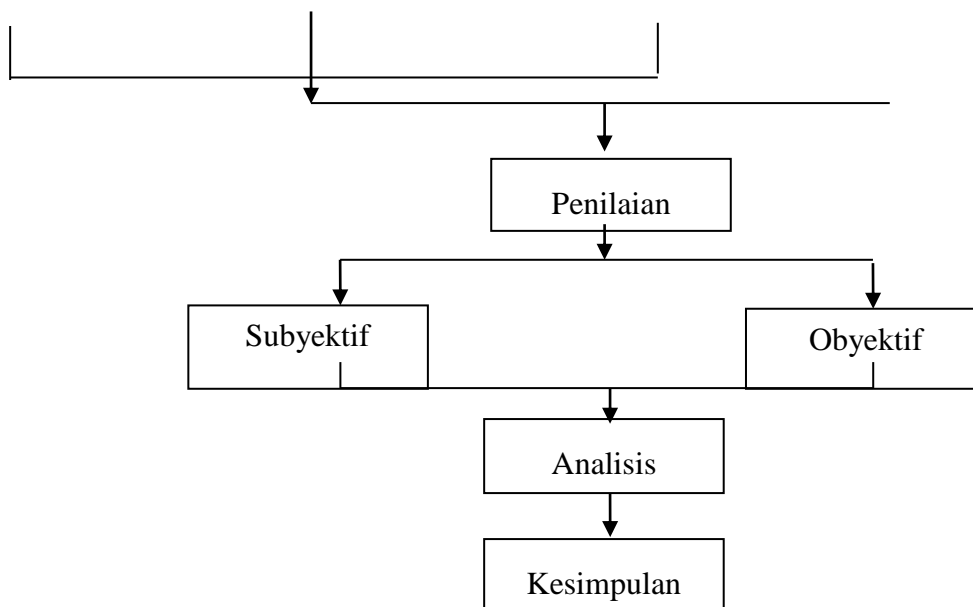 Penilaian
Subyektif
Obyektif
Analisis
Kesimpulan